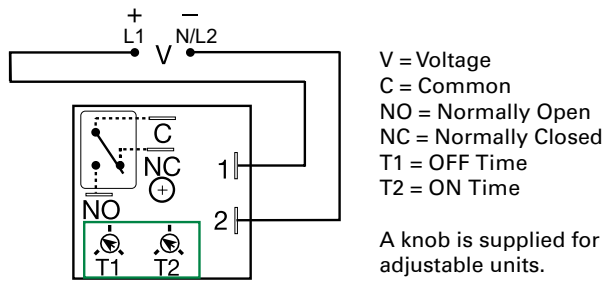 + −
L1 V N/L2
C
NC
NO
1
2
T1 T2
V = Voltage
C = Common
NO = Normally Open
NC = Normally Closed
T1 = OFF Time
T2 = ON Time
A knob is supplied for
adjustable units.